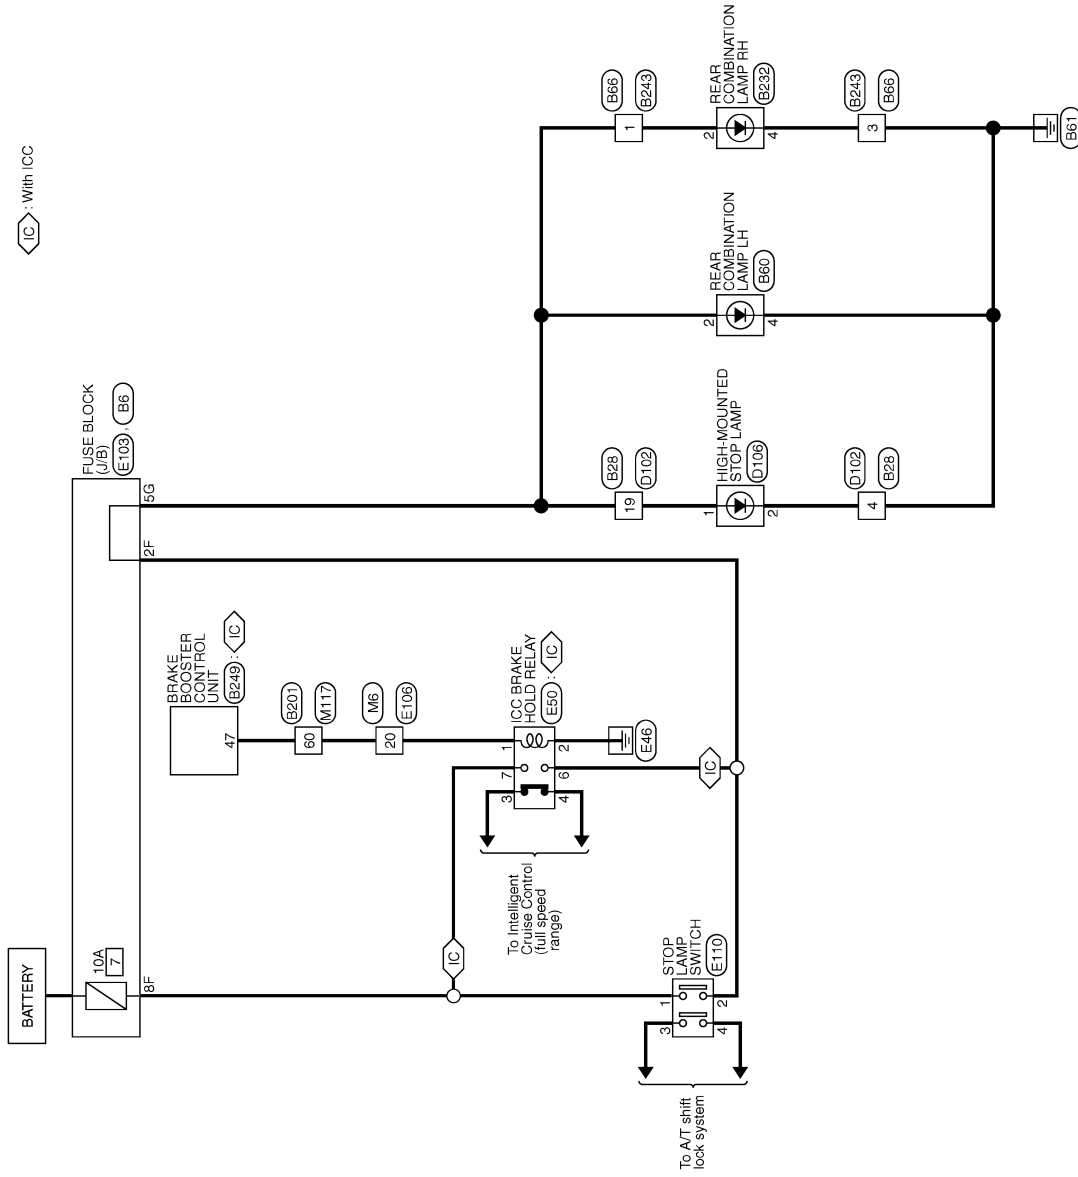 IC : With ICC
BATTERY
10A
7
8F
FUSE BLOCK
(J/B)
E103 , B6
2F
5G
BRAKE
BOOSTER
CONTROL
UNIT
B249 : IC
47
B201
60
M117
M6
20
E106
ICC BRAKE
HOLD RELAY
E50 : IC
3
7
1
4
6
2
E46
IC
IC
To Intelligent
Cruise Control
(full speed
range)
STOP
LAMP
SWITCH
E110
3
1
4
2
To A/T shift
lock system
B28
19
D102
HIGH-MOUNTED
STOP LAMP
D106
1
2
D102
4
B28
REAR
COMBINATION
LAMP LH
B60
2
4
B66
1
B243
REAR
COMBINATION
LAMP RH
B232
2
4
B243
3
B66
B61